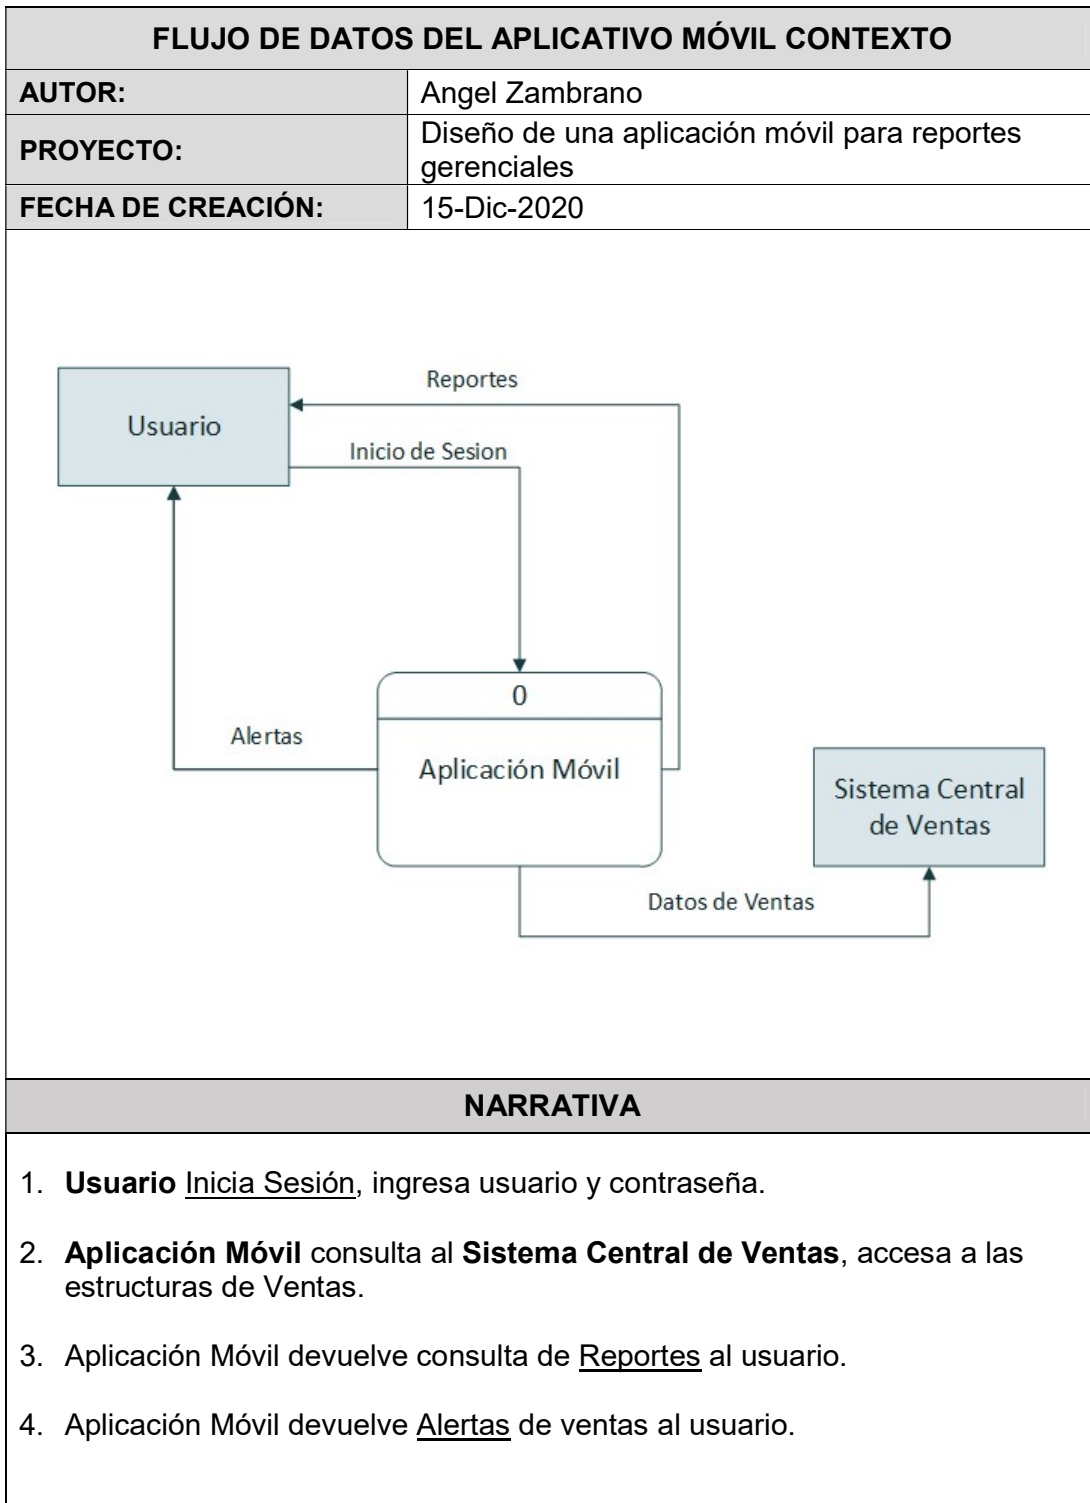 FLUJO DE DATOS DEL APLICATIVO MÓVIL CONTEXTO
AUTOR:
Angel Zambrano
PROYECTO:
Diseño de una aplicación móvil para reportes
gerenciales
FECHA DE CREACIÓN:
15-Dic-2020
Reportes
Usuario
Inicio de Sesion
0
Alertas
Aplicación Móvil
Sistema Central
de Ventas
Datos de Ventas
NARRATIVA
1. Usuario Inicia Sesión, ingresa usuario y contraseña.
2. Aplicación Móvil consulta al Sistema Central de Ventas, accesa a las
estructuras de Ventas.
3. Aplicación Móvil devuelve consulta de Reportes al usuario.
4. Aplicación Móvil devuelve Alertas de ventas al usuario.